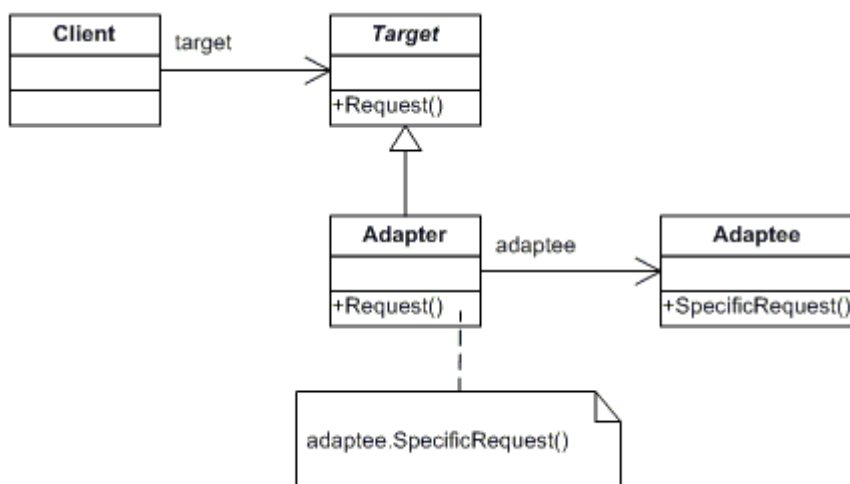 Client
target
Target
+Request()
Adapter
adaptee
Adaptee
+Request()
+SpecificRequest()
adaptee.SpecificRequest()